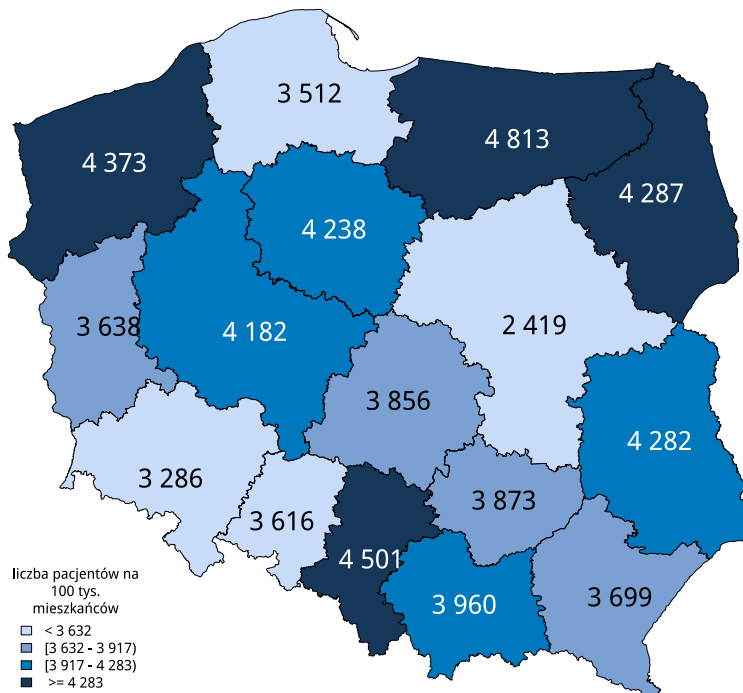 3 512
4 813
4 373
4 287
4 238
2 419
3 638
4 182
3 856
4 282
3 286
3 873
3 616
4 501
3 699
3 960
liczba pacjentów na
100 tys.
mieszkańców
< 3 632
[3 632 - 3 917)
[3 917 - 4 283)
>= 4 283